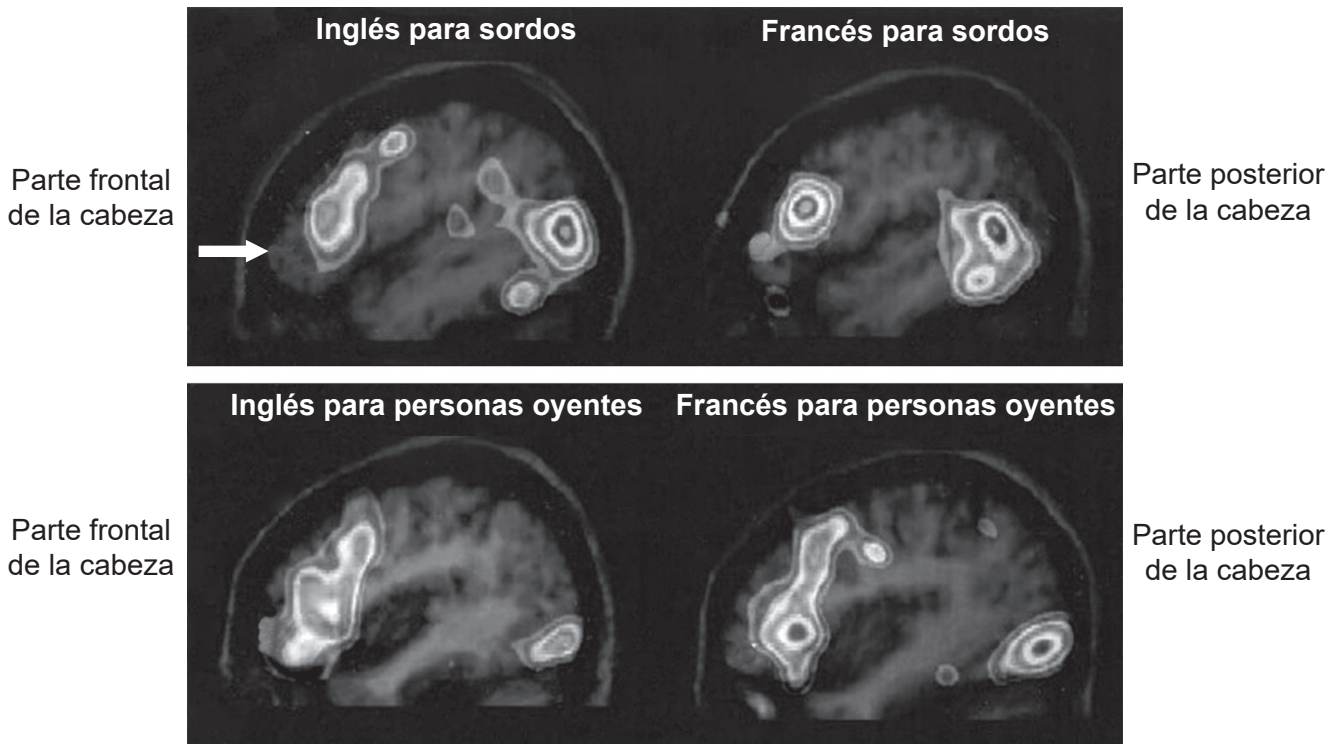 Inglés para sordos
Francés para sordos
Parte frontal
de la cabeza
Parte posterior
de la cabeza
Inglés para personas oyentes
Francés para personas oyentes
Parte frontal
de la cabeza
Parte posterior
de la cabeza